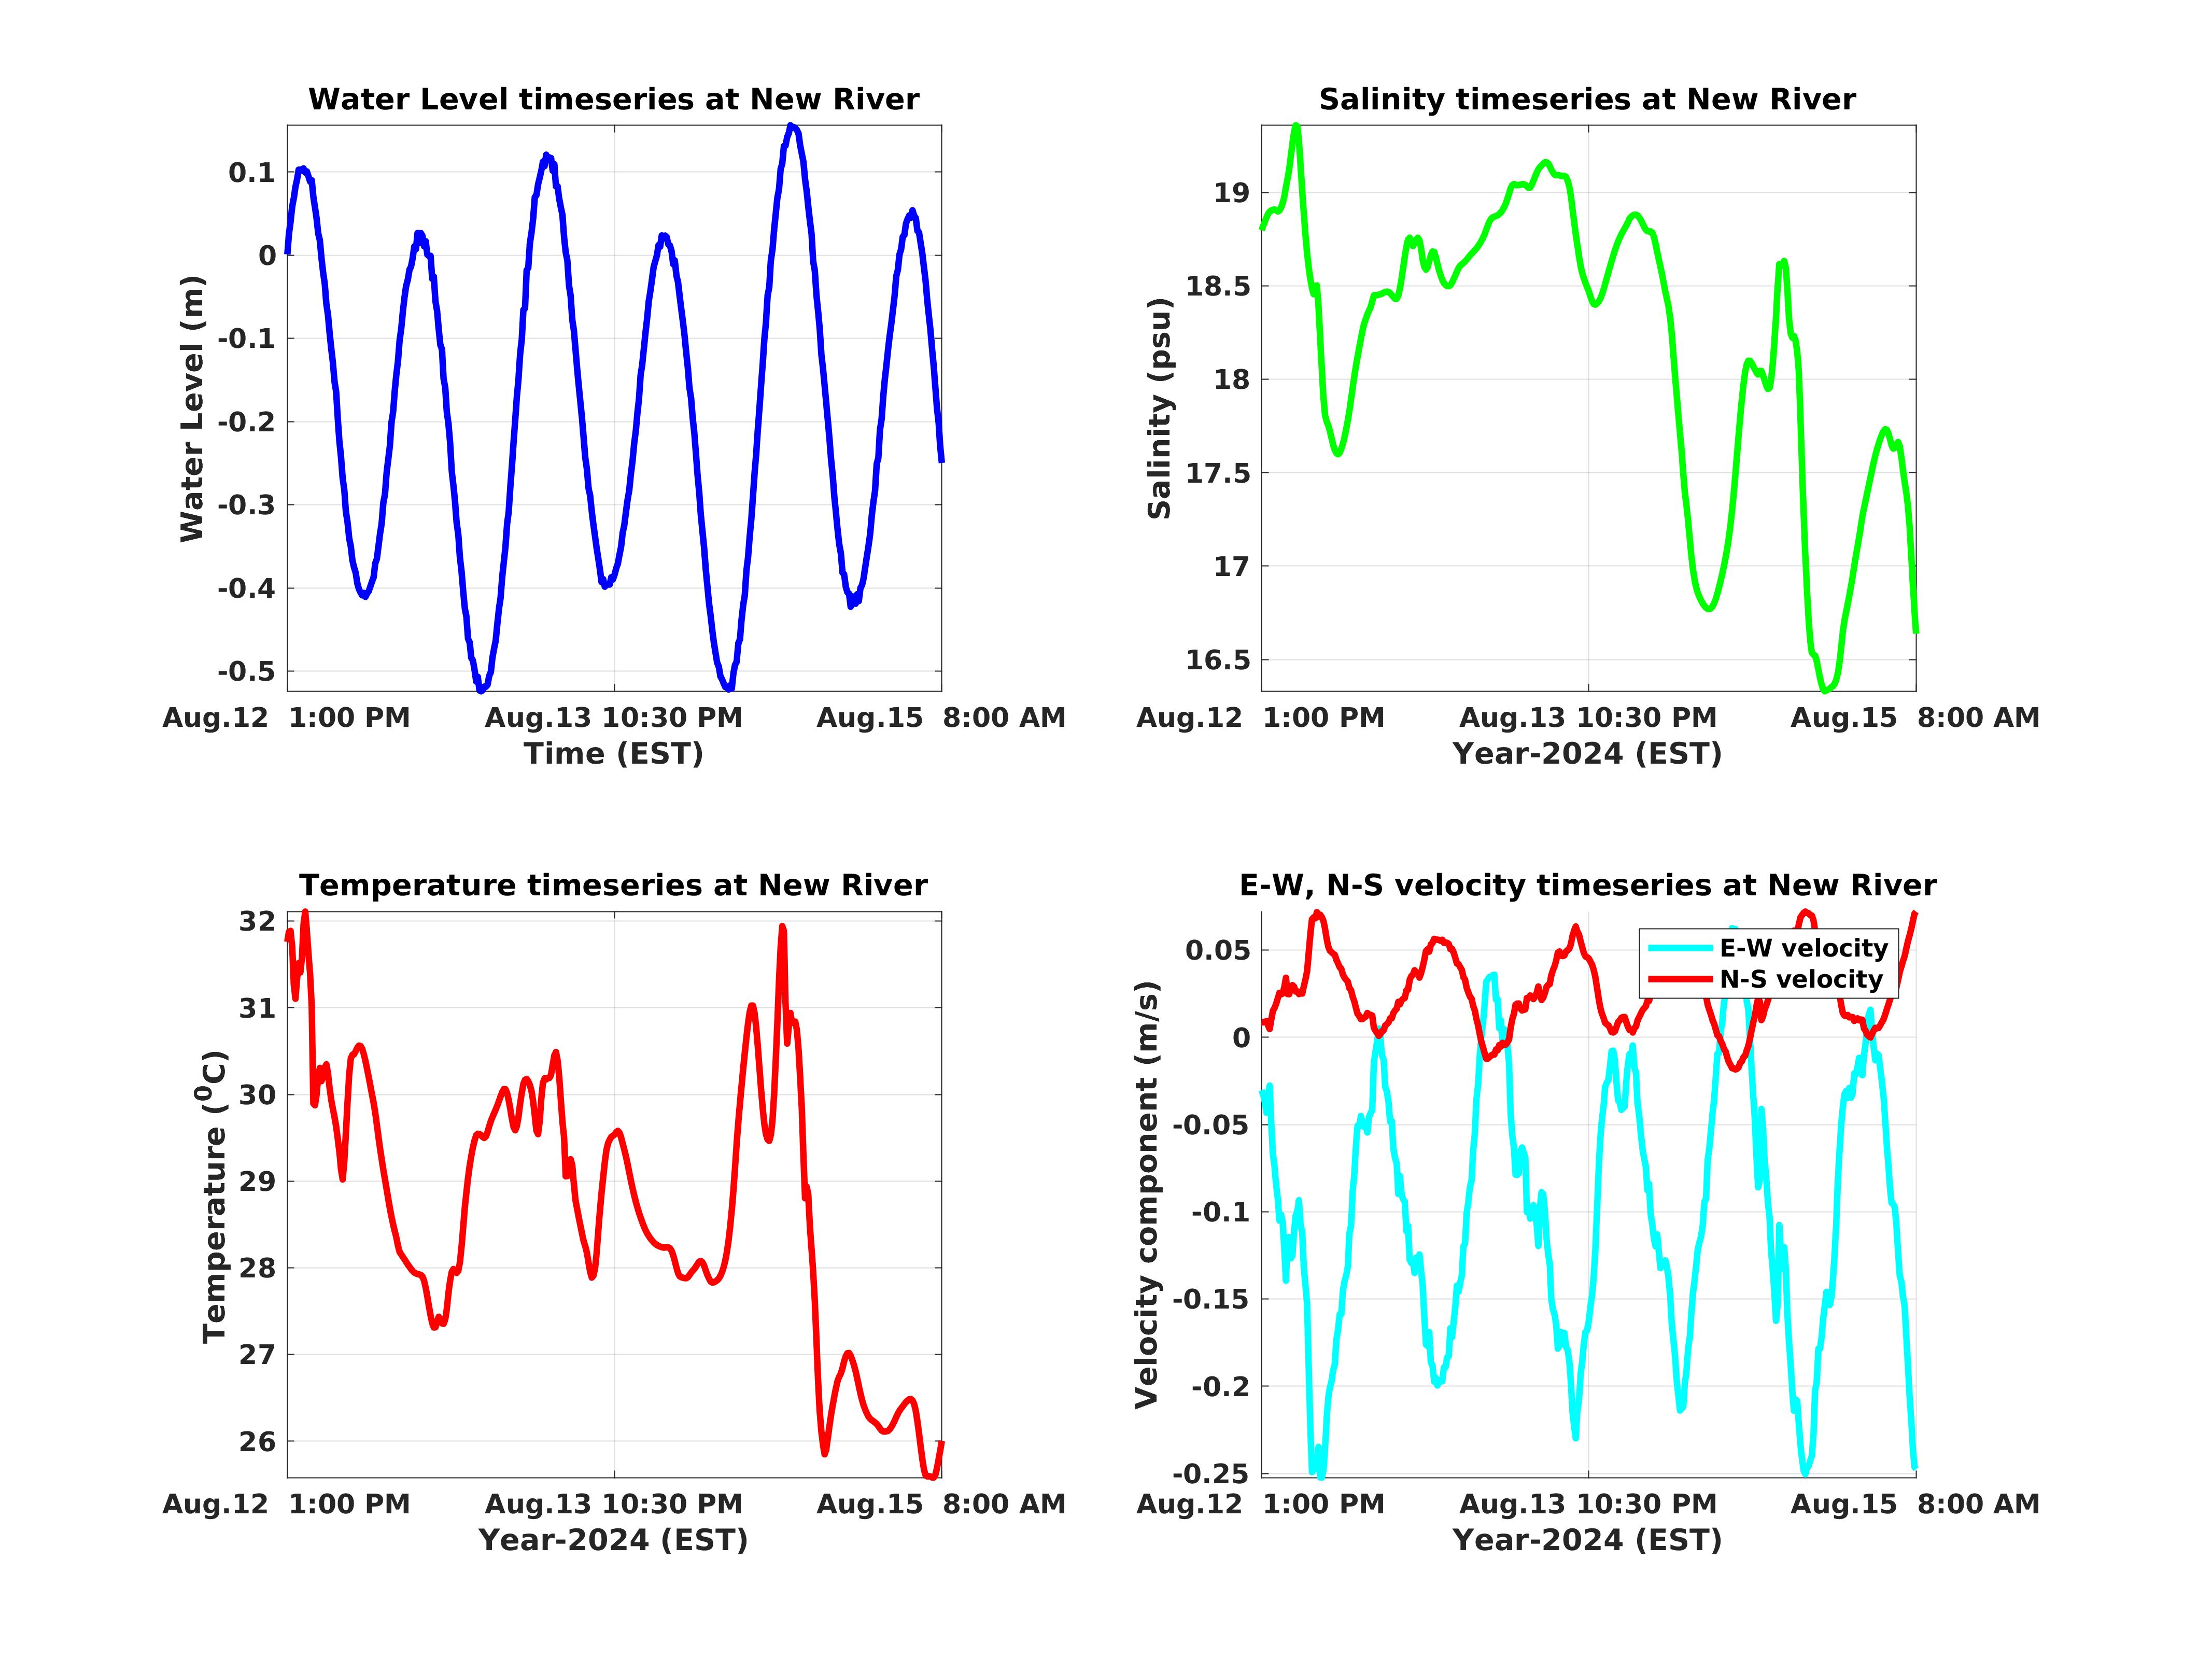 Water Level timeseries at New River
Water Level (m)
0.1
0
-0.1
-0.2
-0.3
-0.4
-0.5
Aug.12 1:00 PM
Aug.13 10:30 PM
Aug.15 8:00 AM
Time (EST)
Salinity timeseries at New River
Salinity (psu)
19
18.5
18
17.5
17
16.5
Aug.12 1:00 PM
Aug.13 10:30 PM
Aug.15 8:00 AM
Year-2024 (EST)
Temperature timeseries at New River
Temperature (⁰C)
32
31
30
29
28
27
26
Aug.12 1:00 PM
Aug.13 10:30 PM
Aug.15 8:00 AM
Year-2024 (EST)
E-W, N-S velocity timeseries at New River
Velocity component (m/s)
0.05
0
-0.05
-0.1
-0.15
-0.2
-0.25
E-W velocity
N-S velocity
Aug.12 1:00 PM
Aug.13 10:30 PM
Aug.15 8:00 AM
Year-2024 (EST)